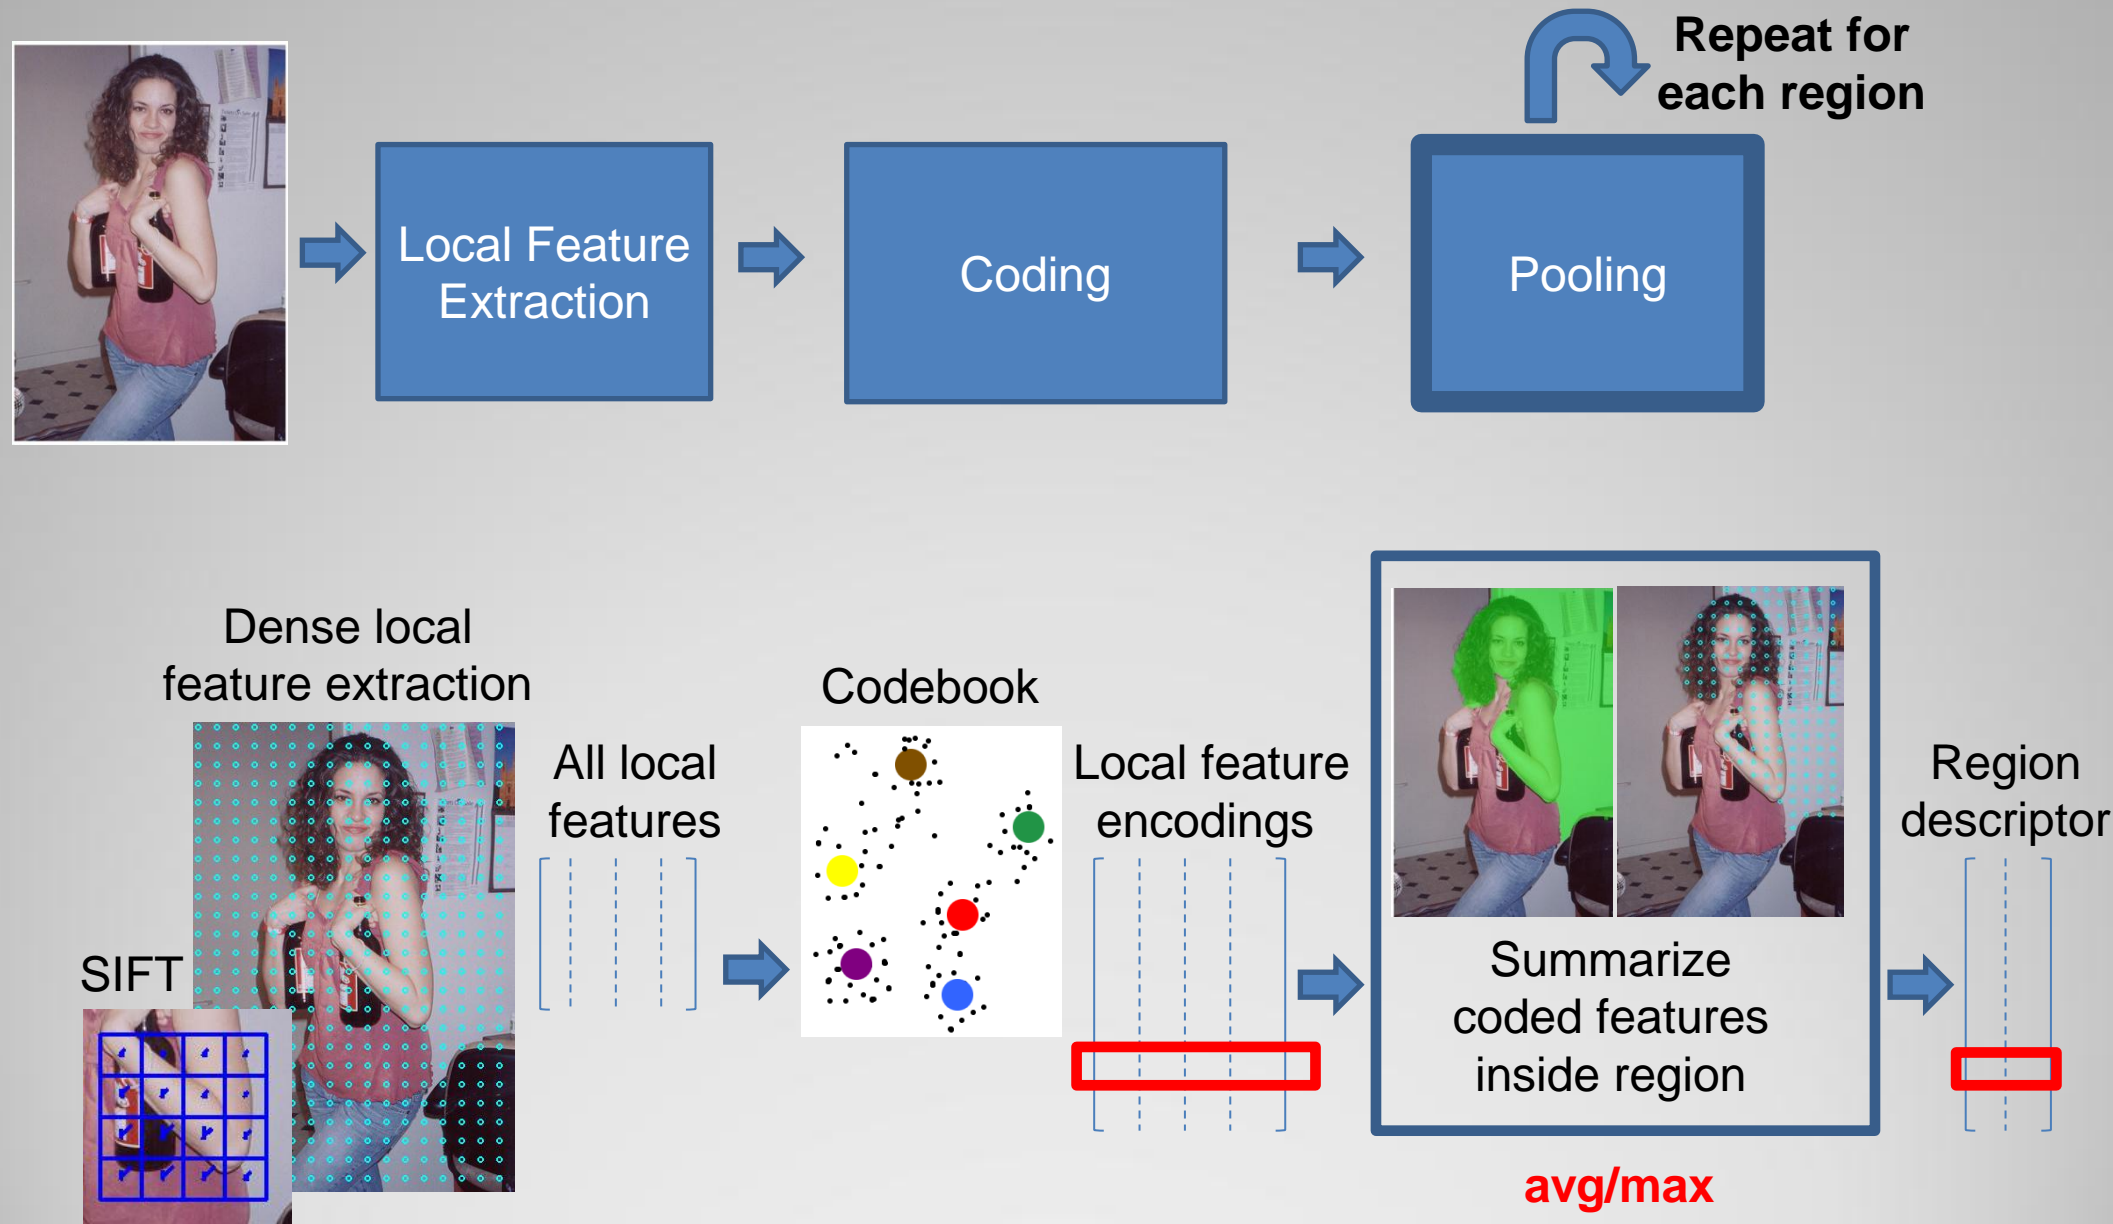 Repeat for
each region
Local Feature
Extraction
Coding
Pooling
Dense local
feature extraction
SIFT
All local
features
Codebook
Local feature
encodings
Summarize
coded features
inside region
avg/max
Region
descriptor